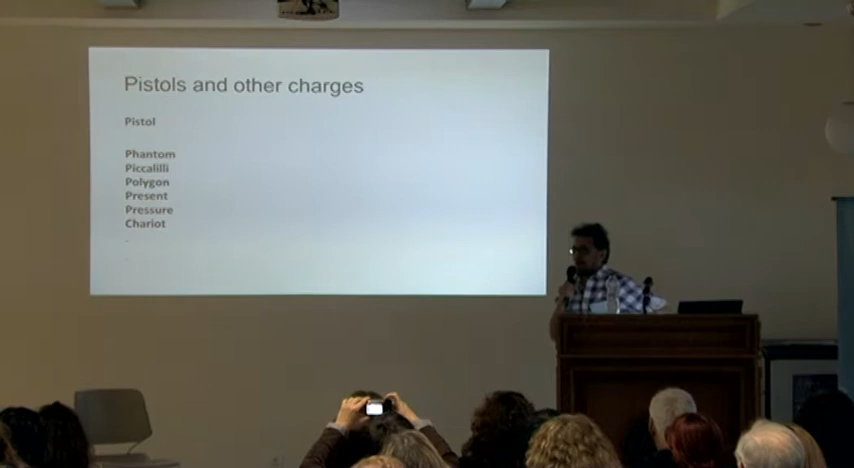 Pistols and other charges
Pistol
Phantom
Piccalilli
Polygon
Present
Pressure
Chariot